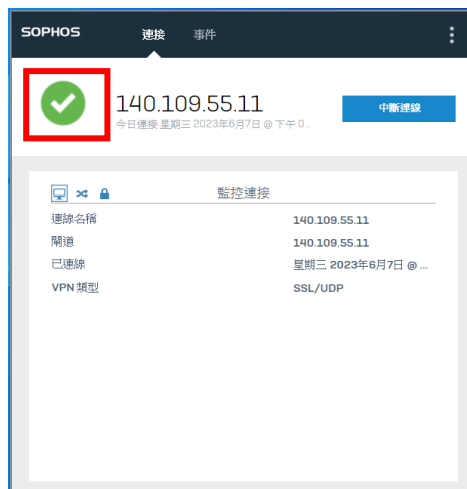 SOPHOS 連接 事件
140.109.55.11 中斷連線
今日連接 星期三 2023年6月7日 @ 下午 0...
監控連接
連線名稱 140.109.55.11
閘道 140.109.55.11
已連線 星期三 2023年6月7日 @ ...
VPN 類型 SSL/UDP